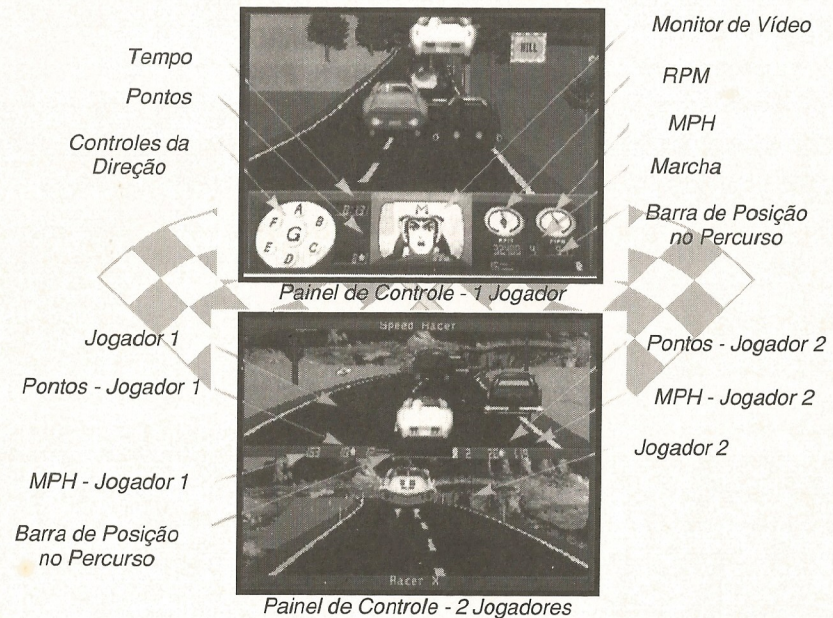 Tempo
Pontos
Controles da
Direção
Monitor de Vídeo
RPM
MPH
Marcha
Barra de Posição
no Percurso
HILL
A
B
C
D
E
F
G
M
Painel de Controle - 1 Jogador
Jogador 1
Pontos - Jogador 1
MPH - Jogador 1
Barra de Posição
no Percurso
Speed Racer
Pontos - Jogador 2
MPH - Jogador 2
Jogador 2
Racer X
Painel de Controle - 2 Jogadores